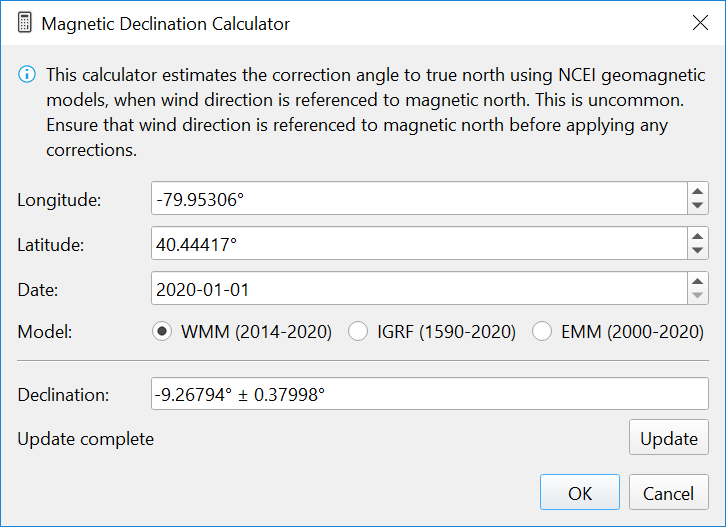 Magnetic Declination Calculator
This calculator estimates the correction angle to true north using NCEI geomagnetic
models, when wind direction is referenced to magnetic north. This is uncommon.
Ensure that wind direction is referenced to magnetic north before applying any
corrections.
Longitude: -79.95306°
Latitude: 40.44417°
Date: 2020-01-01
Model: WMM (2014-2020) IGRF (1590-2020) EMM (2000-2020)
Declination: -9.26794° ± 0.37998°
Update complete Update
OK Cancel